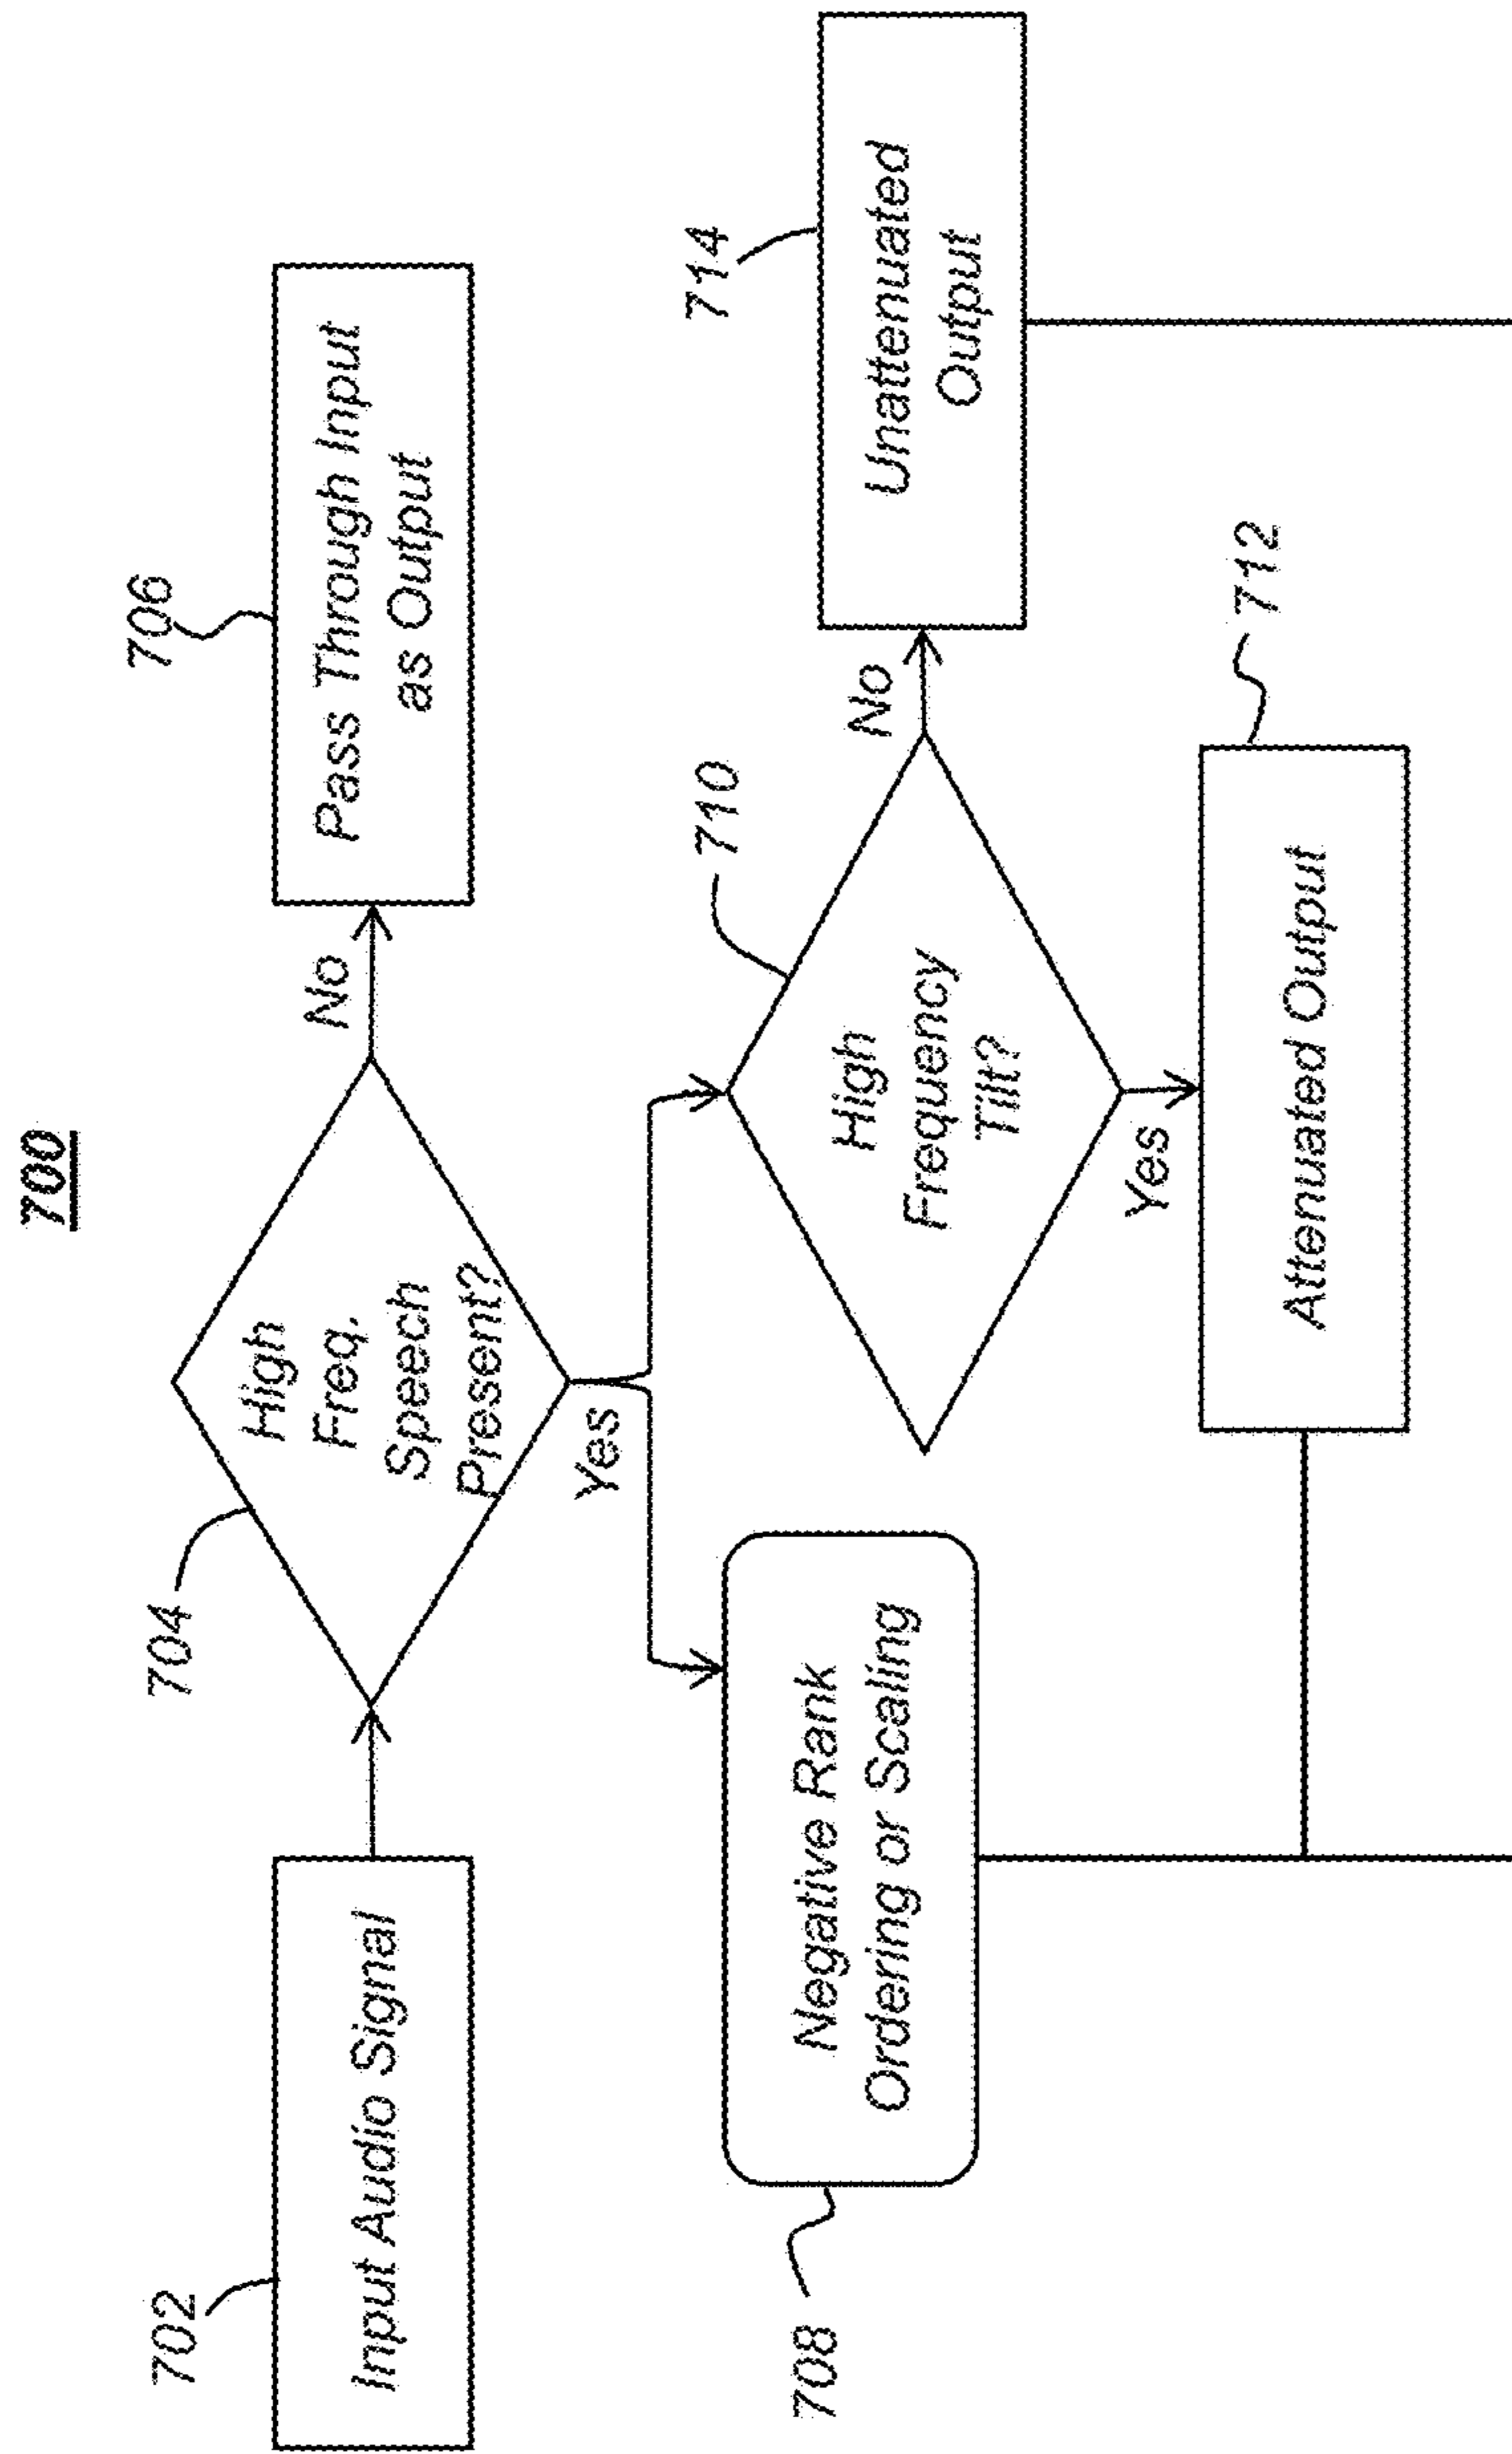 700
702
Input Audio Signal
704
High
Freq.
Speech
Present?
No
706
Pass Through Input
as Output
Yes
708
Negative Rank
Ordering or Scaling
710
High
Frequency
Tilt?
No
714
Unattenuated
Output
Yes
712
Attenuated Output